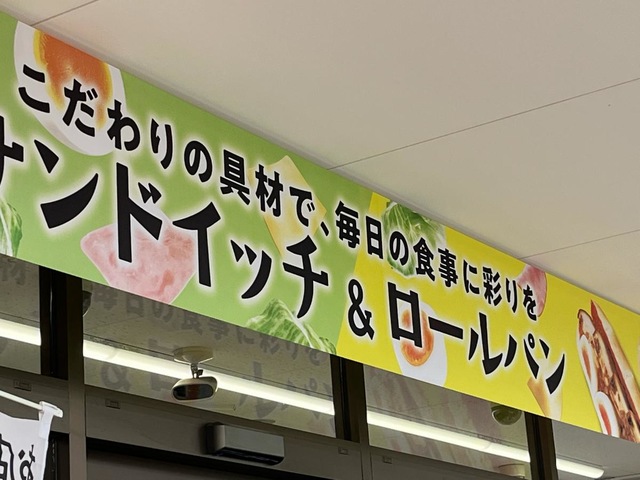 こだわりの具材で、毎日の食事に彩りを
サンドイッチ & ロールパン